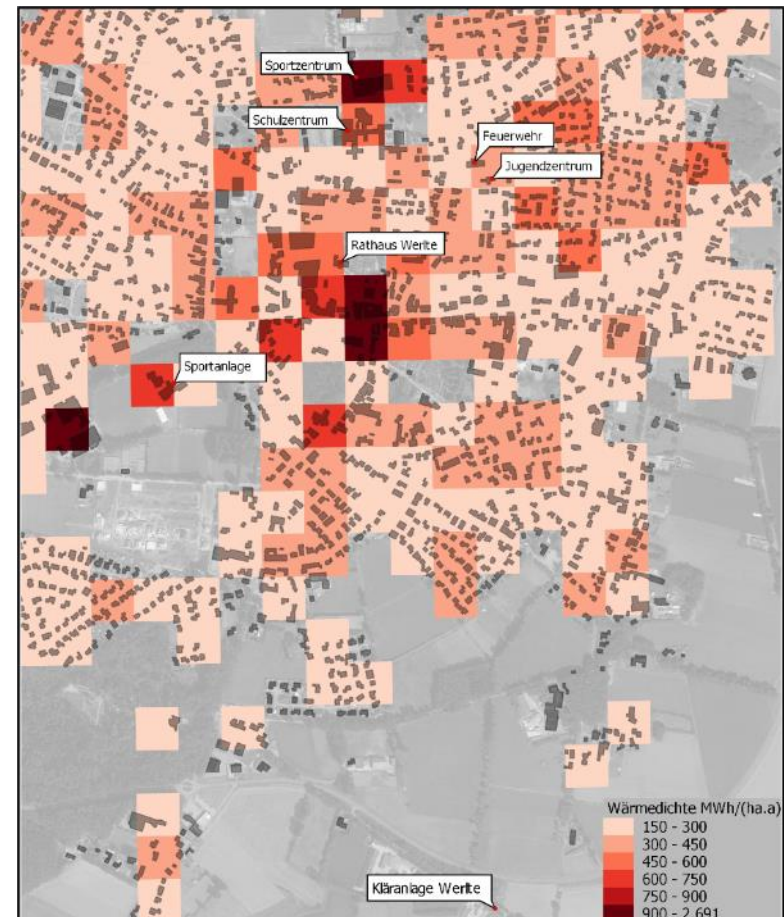 Sportzentrum
Schulzentrum
Feuerwehr
Jugendzentrum
Rathaus Werlte
Sportanlage
Kläranlage Werlte
Wärmedichte MWh/(ha.a)
150 - 300
300 - 450
450 - 600
600 - 750
750 - 900
900 - 2.691